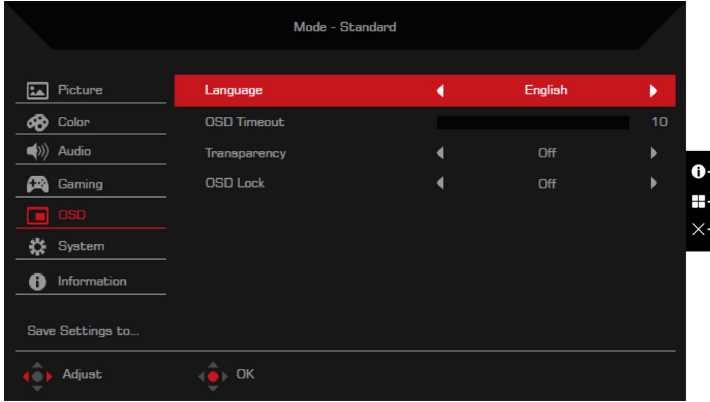 Mode - Standard
Picture
Color
Audio
Gaming
OSD
System
Information
Save Settings to...
Language English
OSD Timeout 10
Transparency Off
OSD Lock Off
Adjust OK